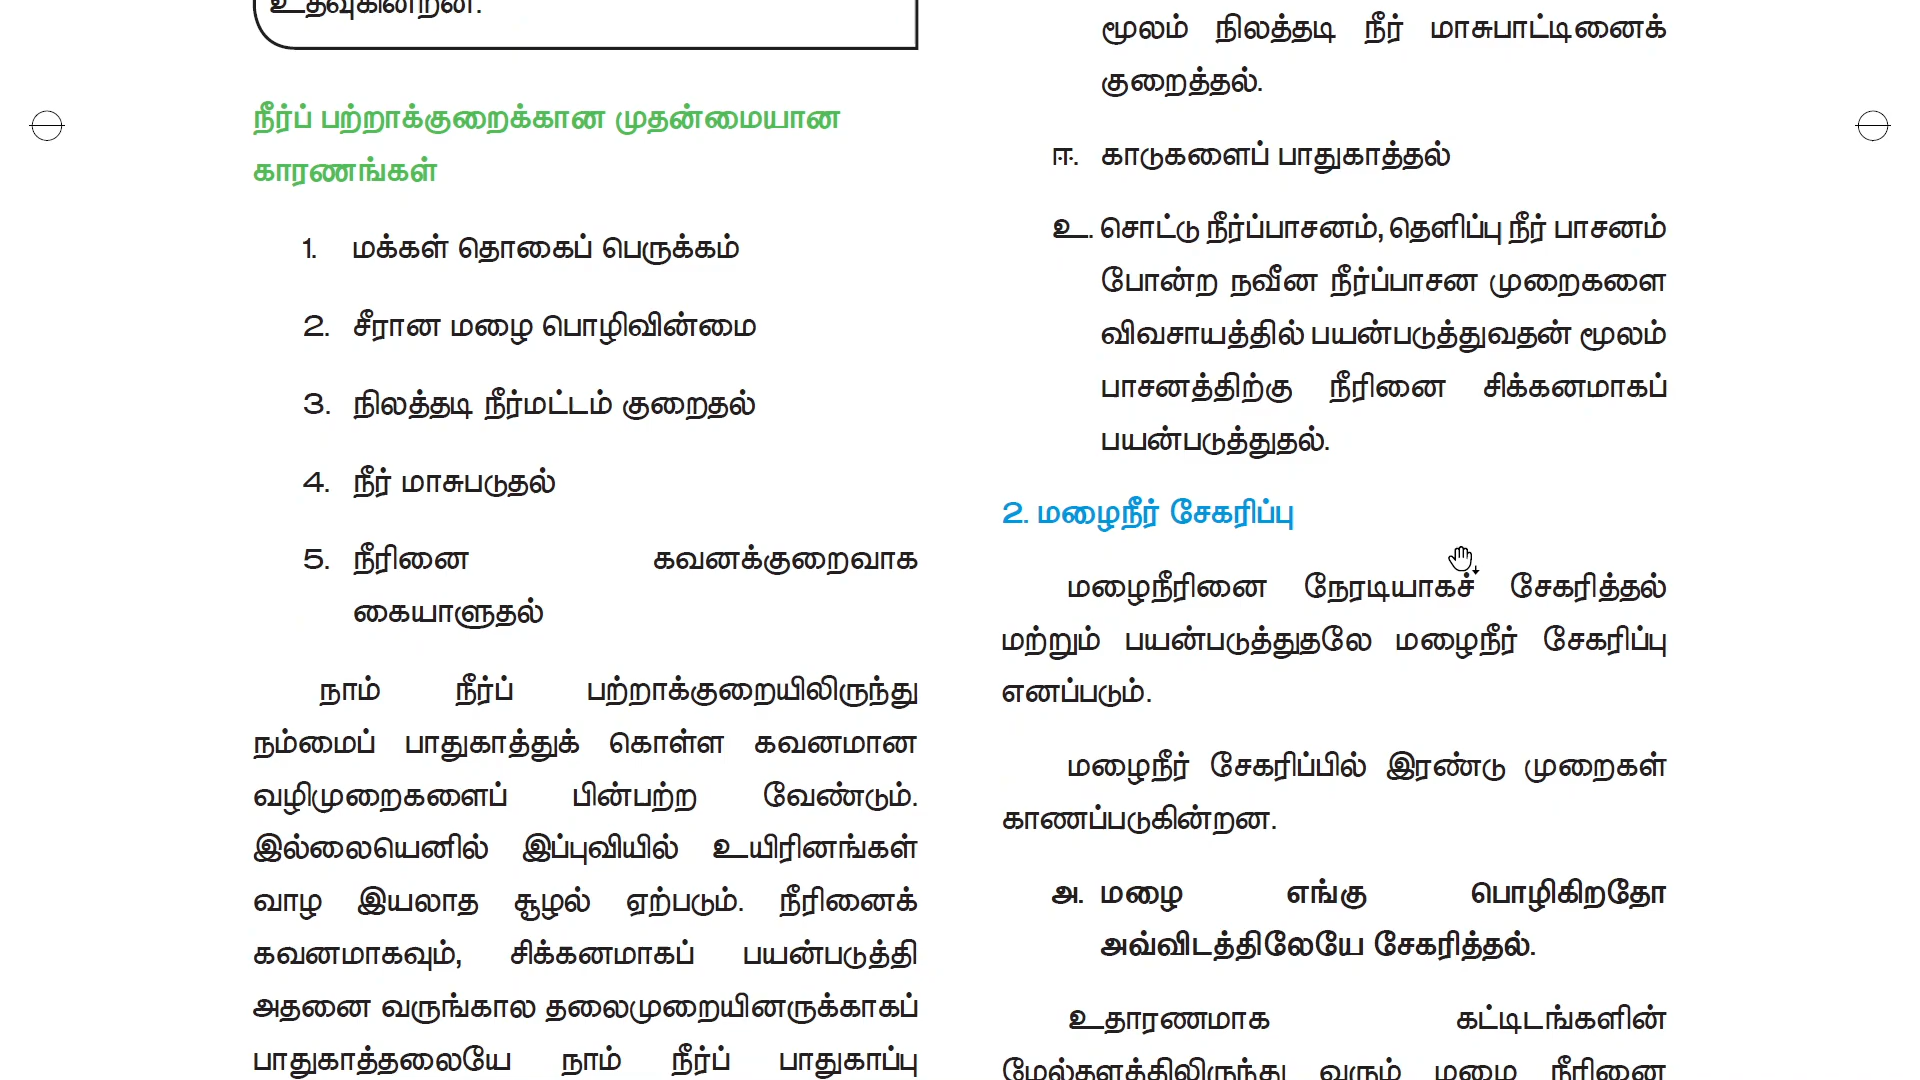 உதவுகின்றன.
நீர்ப் பற்றாக்குறைக்கான முதன்மையான
காரணங்கள்
1. மக்கள் தொகைப் பெருக்கம்
2. சீரான மழை பொழிவின்மை
3. நிலத்தடி நீர்மட்டம் குறைதல்
4. நீர் மாசுபடுதல்
5. நீரினை கவனக்குறைவாக
கையாளுதல்
நாம் நீர்ப் பற்றாக்குறையிலிருந்து
நம்மைப் பாதுகாத்துக் கொள்ள கவனமான
வழிமுறைகளைப் பின்பற்ற வேண்டும்.
இல்லையெனில் இப்புவியில் உயிரினங்கள்
வாழ இயலாத சூழல் ஏற்படும். நீரினைக்
கவனமாகவும், சிக்கனமாகப் பயன்படுத்தி
அதனை வருங்கால தலைமுறையினருக்காகப்
பாதுகாத்தலையே நாம் நீர்ப் பாதுகாப்பு
மூலம் நிலத்தடி நீர் மாசுபாட்டினைக்
குறைத்தல்.
ஈ. காடுகளைப் பாதுகாத்தல்
உ. சொட்டு நீர்ப்பாசனம், தெளிப்பு நீர் பாசனம்
போன்ற நவீன நீர்ப்பாசன முறைகளை
விவசாயத்தில் பயன்படுத்துவதன் மூலம்
பாசனத்திற்கு நீரினை சிக்கனமாகப்
பயன்படுத்துதல்.
2. மழைநீர் சேகரிப்பு
மழைநீரினை நேரடியாகச் சேகரித்தல்
மற்றும் பயன்படுத்துதலே மழைநீர் சேகரிப்பு
எனப்படும்.
மழைநீர் சேகரிப்பில் இரண்டு முறைகள்
காணப்படுகின்றன.
அ. மழை எங்கு பொழிகிறதோ
அவ்விடத்திலேயே சேகரித்தல்.
உதாரணமாக கட்டிடங்களின்
மேல்தளத்திலிருந்து வரும் மழை நீரினை